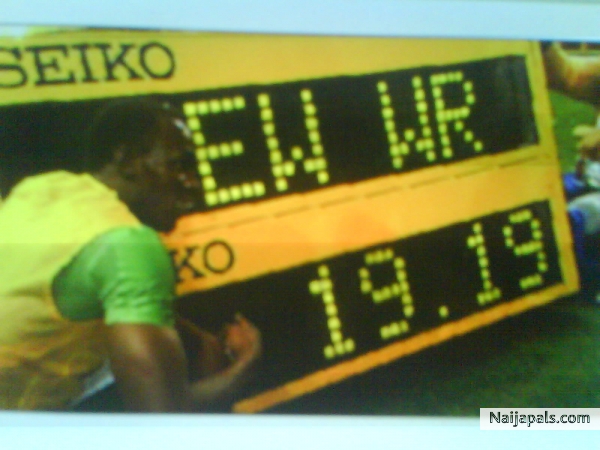 SEIKO
EW WR
KO
19.19
Naijapals.com